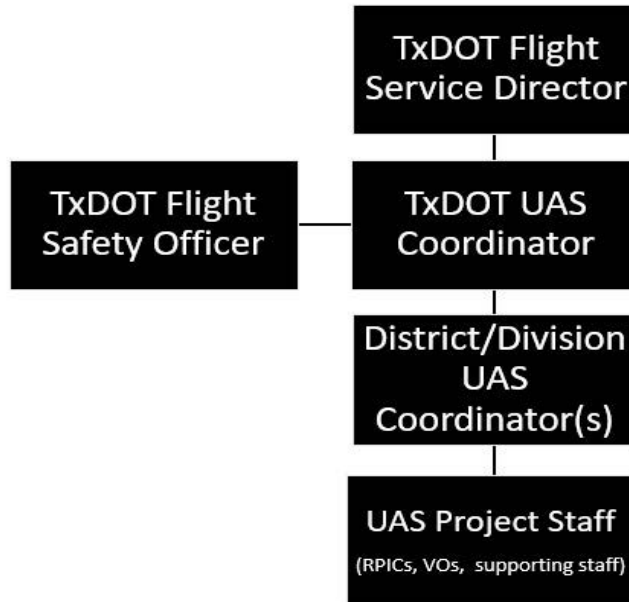 TxDOT Flight
Service Director
TxDOT Flight
Safety Officer
TxDOT UAS
Coordinator
District/Division
UAS
Coordinator(s)
UAS Project Staff
(RPICs, VOs, supporting staff)